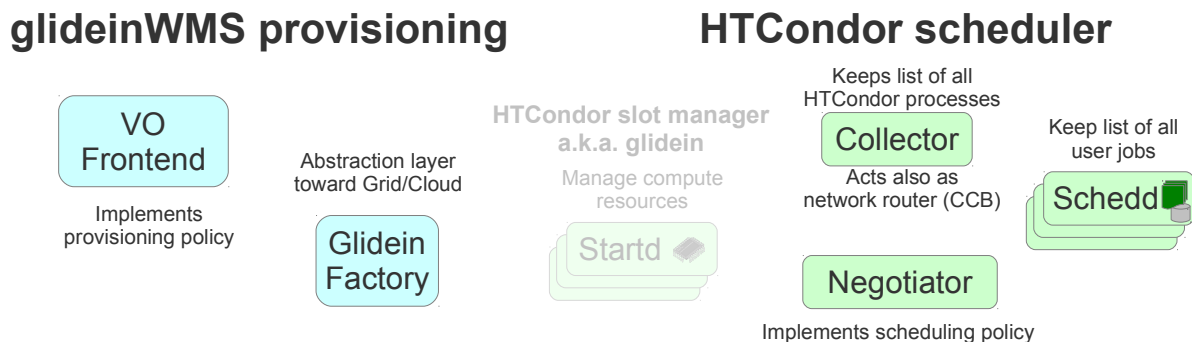 glideinWMS provisioning
HTCondor scheduler
VO
Frontend
Implements
provisioning policy
Abstraction layer
toward Grid/Cloud
Glidein
Factory
HTCondor slot manager
a.k.a. glidein
Manage compute
resources
Startd
Keeps list of all
HTCondor processes
Collector
Acts also as
network router (CCB)
Keep list of all
user jobs
Schedd
Negotiator
Implements scheduling policy